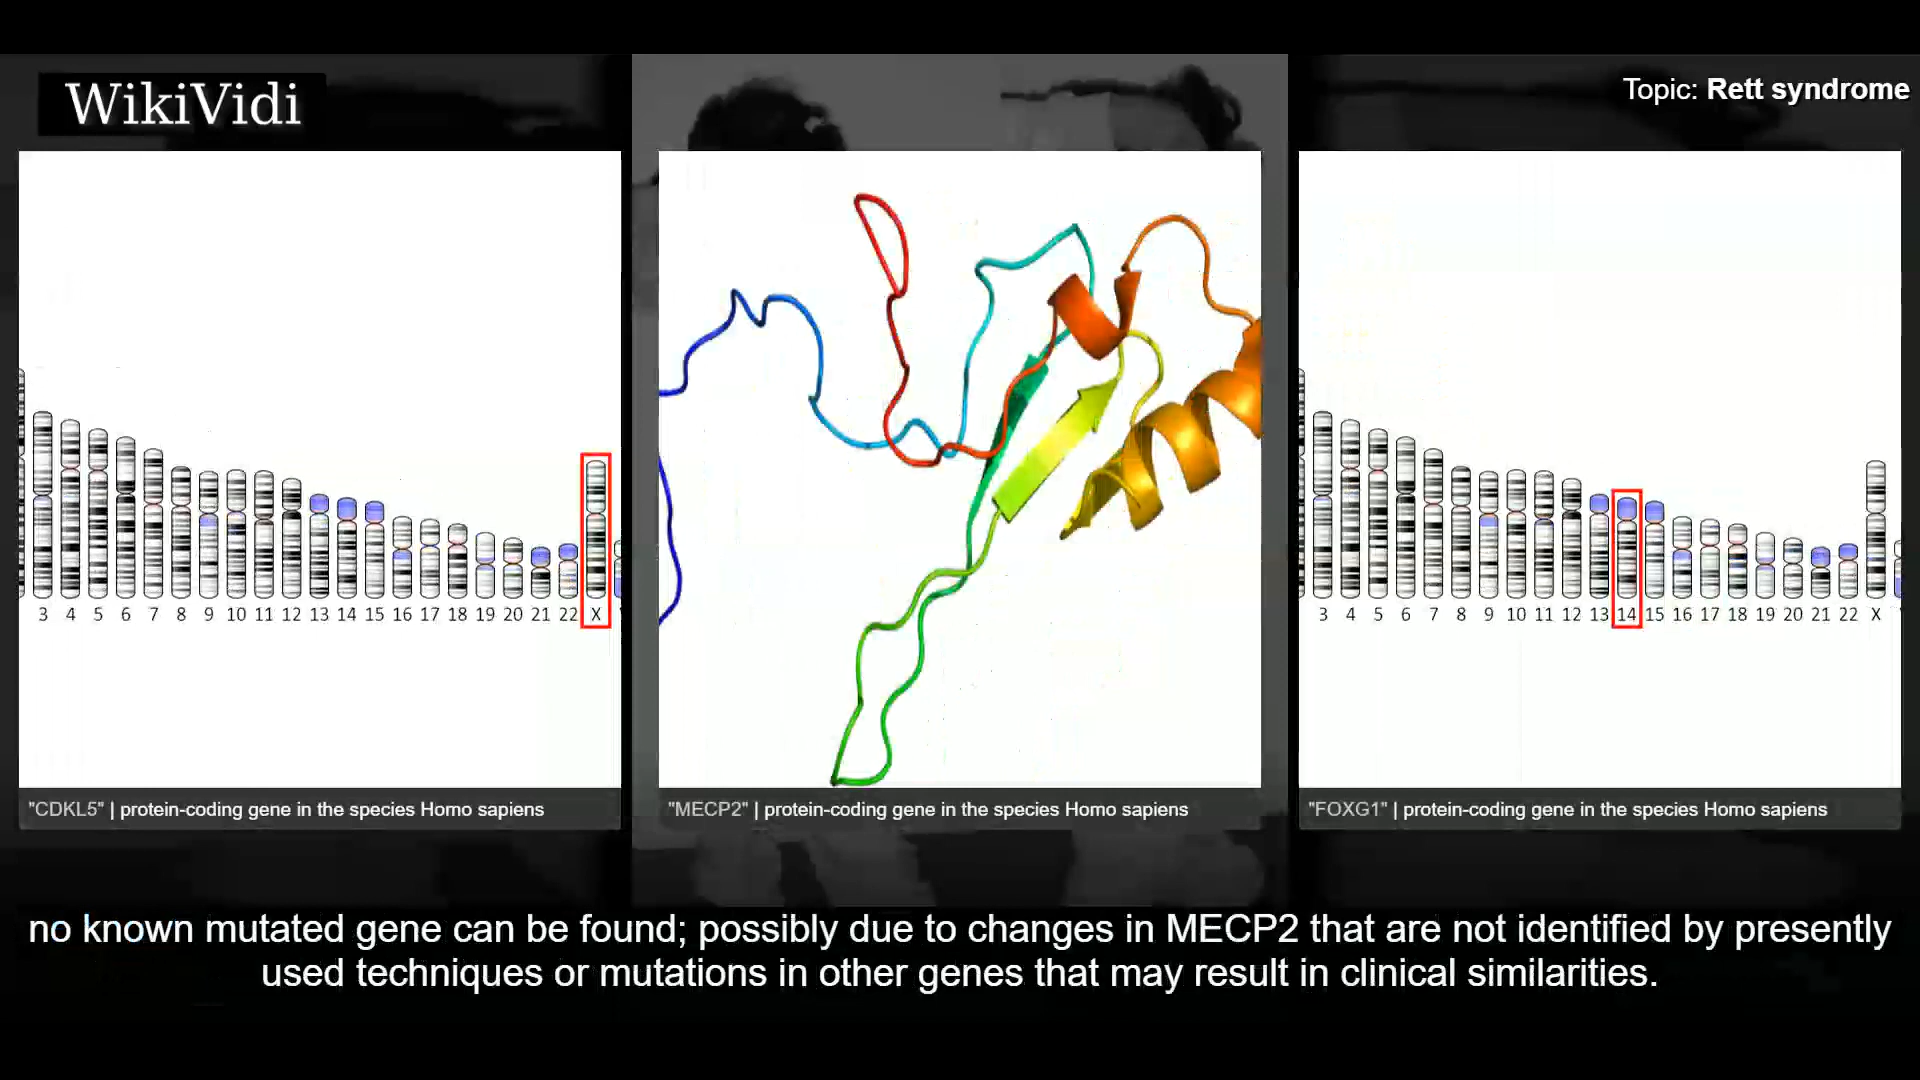 WikiVidi
Topic: Rett syndrome
3 4 5 6 7 8 9 10 11 12 13 14 15 16 17 18 19 20 21 22 X
3 4 5 6 7 8 9 10 11 12 13 14 15 16 17 18 19 20 21 22 X
"CDKL5" | protein-coding gene in the species Homo sapiens
"MECP2" | protein-coding gene in the species Homo sapiens
"FOXG1" | protein-coding gene in the species Homo sapiens
no known mutated gene can be found; possibly due to changes in MECP2 that are not identified by presently
used techniques or mutations in other genes that may result in clinical similarities.